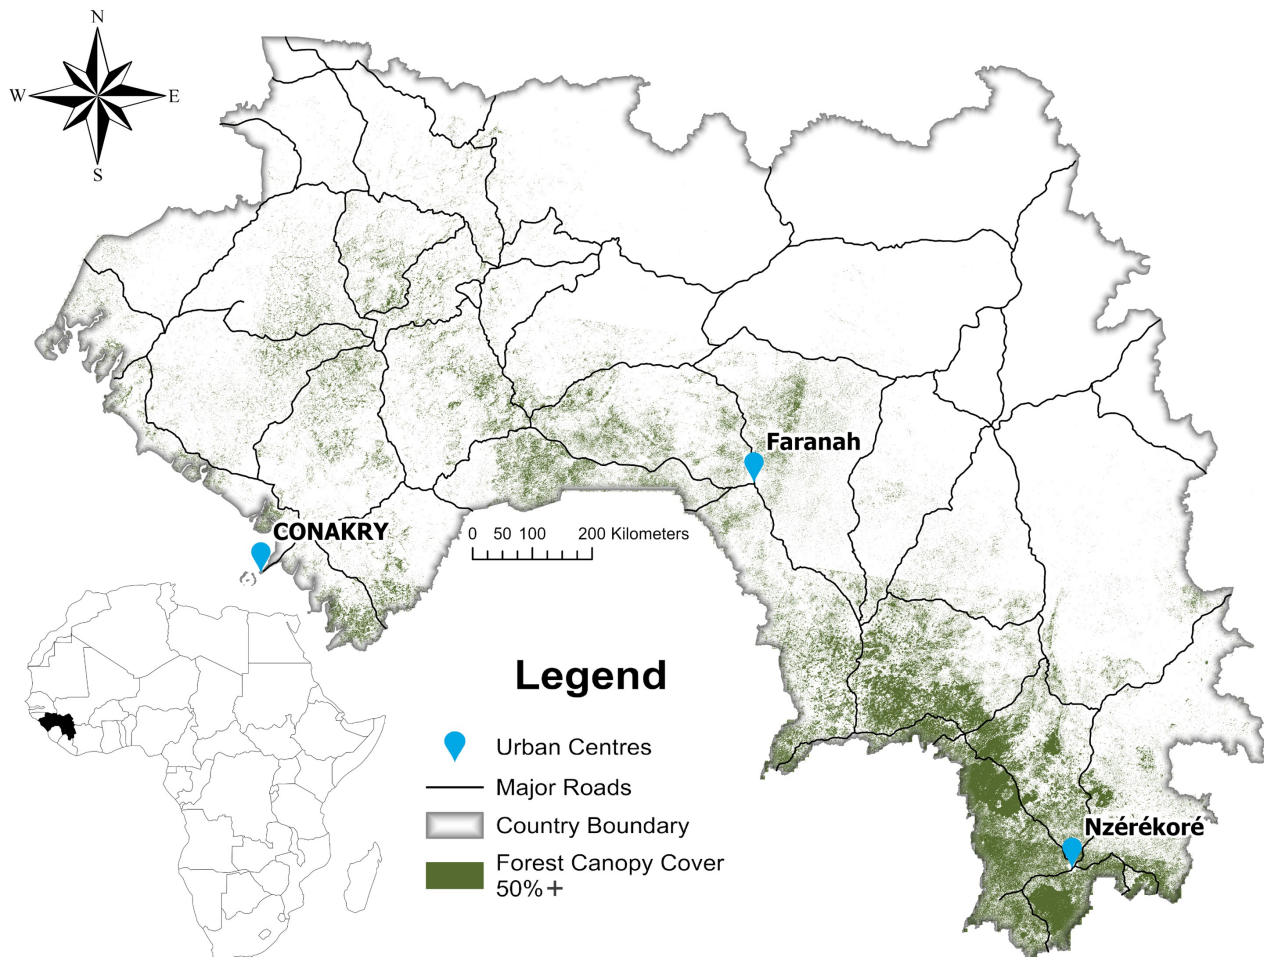 N
W
E
S
Faranah
CONAKRY
0 50 100 200 Kilometers
Legend
Urban Centres
Major Roads
Country Boundary
Forest Canopy Cover
50%+
Nzérékoré